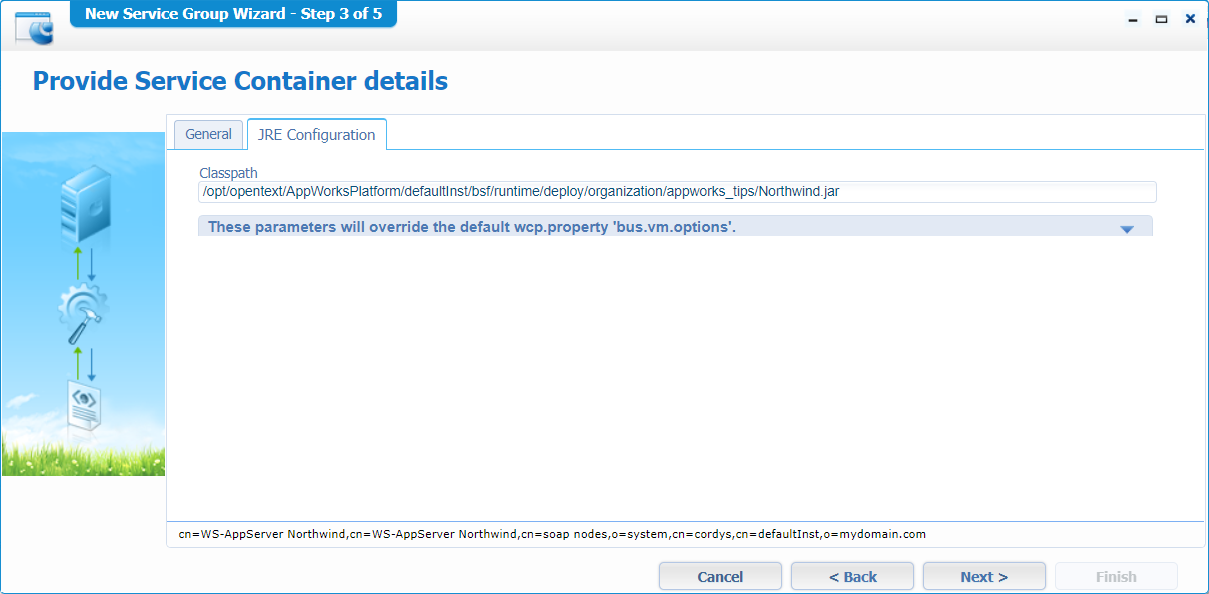 New Service Group Wizard - Step 3 of 5
Provide Service Container details
General
JRE Configuration
Classpath
/opt/opentext/AppWorksPlatform/defaultInst/bsf/runtime/deploy/organization/appworks_tips/Northwind.jar
These parameters will override the default wcp.property 'bus.vm.options'.
cn=WS-AppServer Northwind,cn=WS-AppServer Northwind,cn=soap nodes,o=system,cn=cordys,cn=defaultInst,o=mydomain.com
Cancel
< Back
Next >
Finish